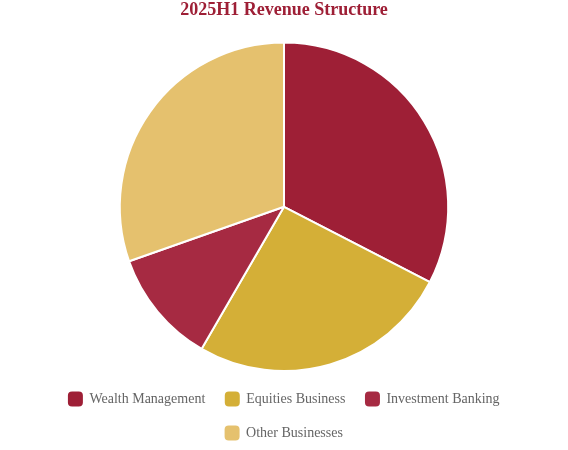 2025H1 Revenue Structure
Wealth Management Equities Business Investment Banking
Other Businesses